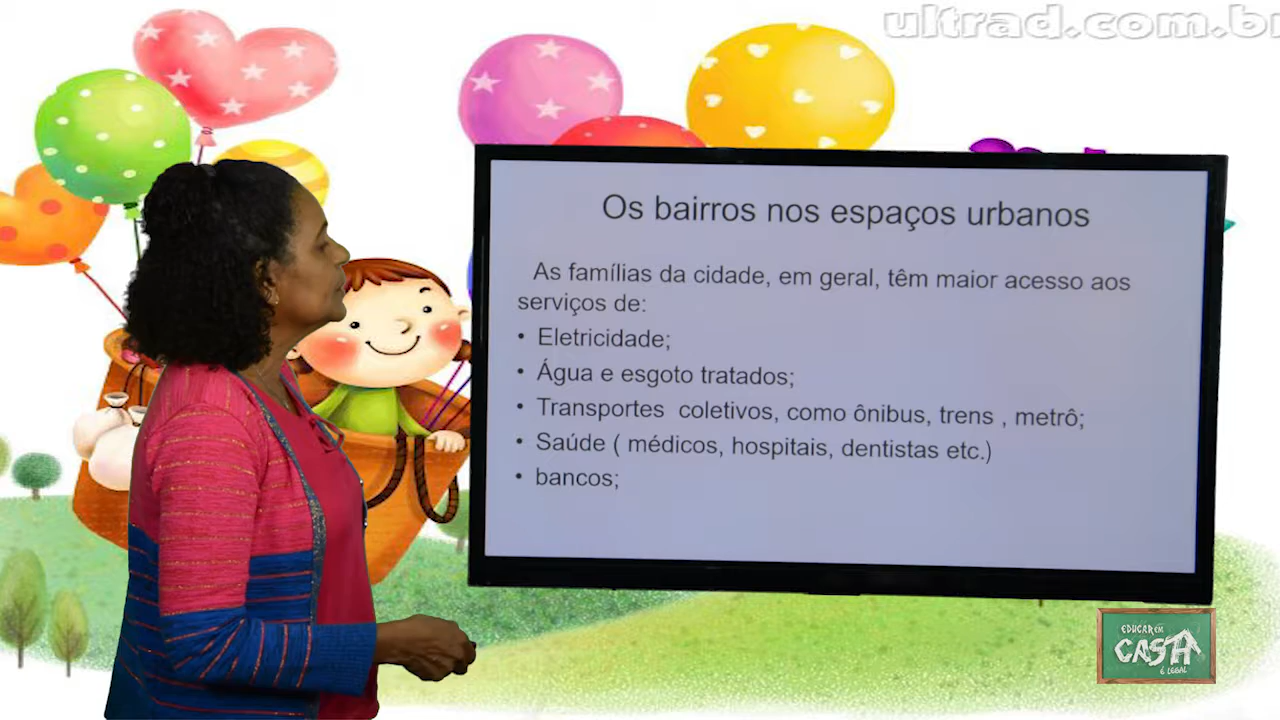 ultrad.com.br
Os bairros nos espaços urbanos
As famílias da cidade, em geral, têm maior acesso aos
serviços de:
• Eletricidade;
• Água e esgoto tratados;
• Transportes coletivos, como ônibus, trens , metrô;
• Saúde ( médicos, hospitais, dentistas etc.)
• bancos;
EDUCAR EM
CASA
É LEGAL